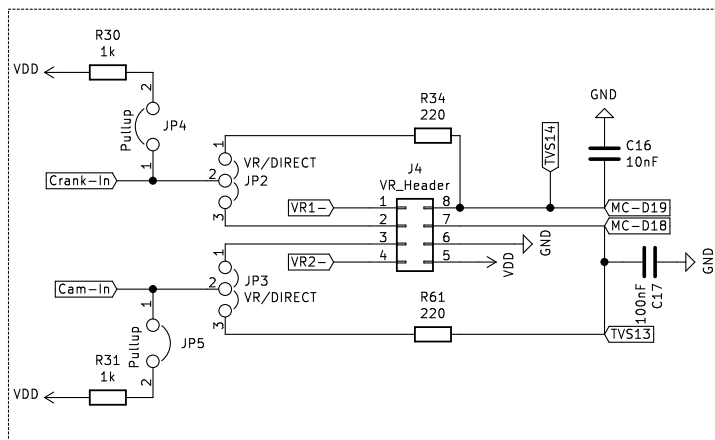 R30
1k
VDD
2
Pullup
JP4
1
Crank-In
1
VR/DIRECT
2
JP2
3
R34
220
J4
VR_Header
VR1-
1
2
3
4
VR2-
8
7
6
5
GND
VDD
TVS14
GND
C16
10nF
MC-D19
MC-D18
GND
100nF
C17
Cam-In
1
2
JP3
VR/DIRECT
3
R61
220
TVS13
1
Pullup
JP5
2
R31
1k
VDD